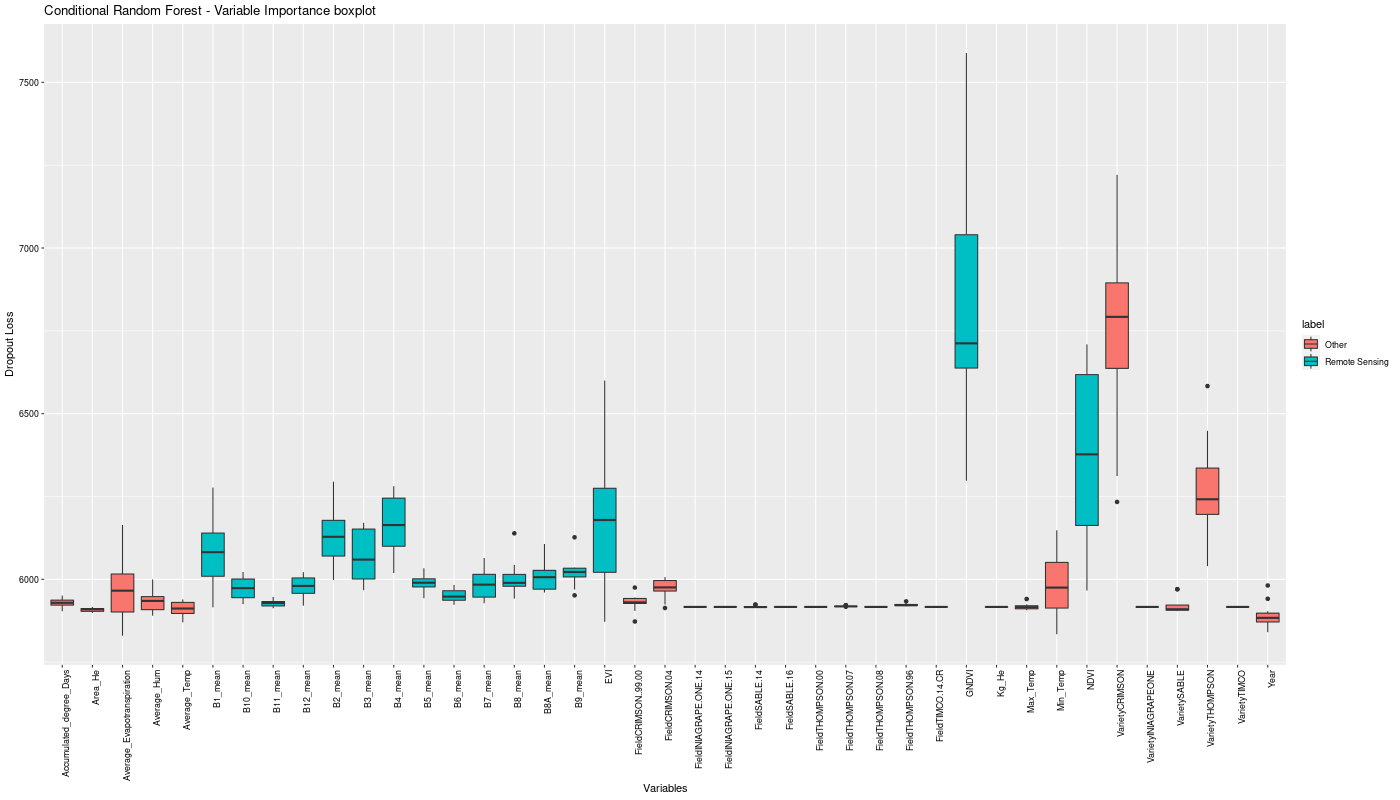 Conditional Random Forest - Variable Importance boxplot
7500
7000
6500
6000
Dropout Loss
Accumulated_degree_Days
Area_He
Average_Evapotranspiration
Average_Hum
Average_Temp
B1_mean
B10_mean
B11_mean
B12_mean
B2_mean
B3_mean
B4_mean
B5_mean
B6_mean
B7_mean
B8_mean
B8A_mean
B9_mean
EVI
FieldCRIMSON..99.00
FieldCRIMSON.04
FieldINIAGRAPE.ONE.14
FieldINIAGRAPE.ONE.15
FieldSABLE.14
FieldSABLE.16
FieldTHOMPSON.00
FieldTHOMPSON.07
FieldTHOMPSON.08
FieldTHOMPSON.96
FieldTIMCO.14.CR
GNDVI
Kg_He
Max_Temp
Min_Temp
NDVI
VarietyCRIMSON
VarietyINIAGRAPEONE
VarietySABLE
VarietyTHOMPSON
VarietyTIMCO
Year
Variables
label
Other
Remote Sensing